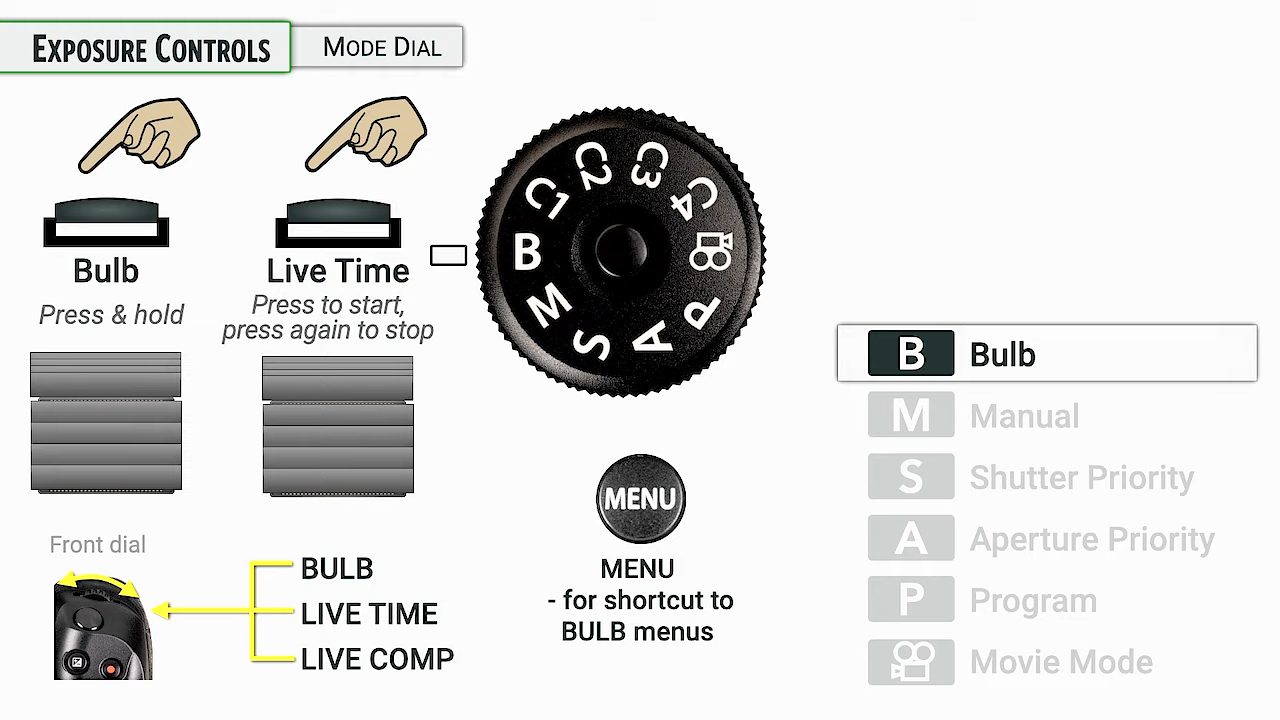 EXPOSURE CONTROLS
MODE DIAL
Bulb
Press & hold
Live Time
Press to start,
press again to stop
C1
C2
C3
C4
B
M
S
A
P
Front dial
BULB
LIVE TIME
LIVE COMP
MENU
MENU
- for shortcut to
BULB menus
B Bulb
M Manual
S Shutter Priority
A Aperture Priority
P Program
Movie Mode